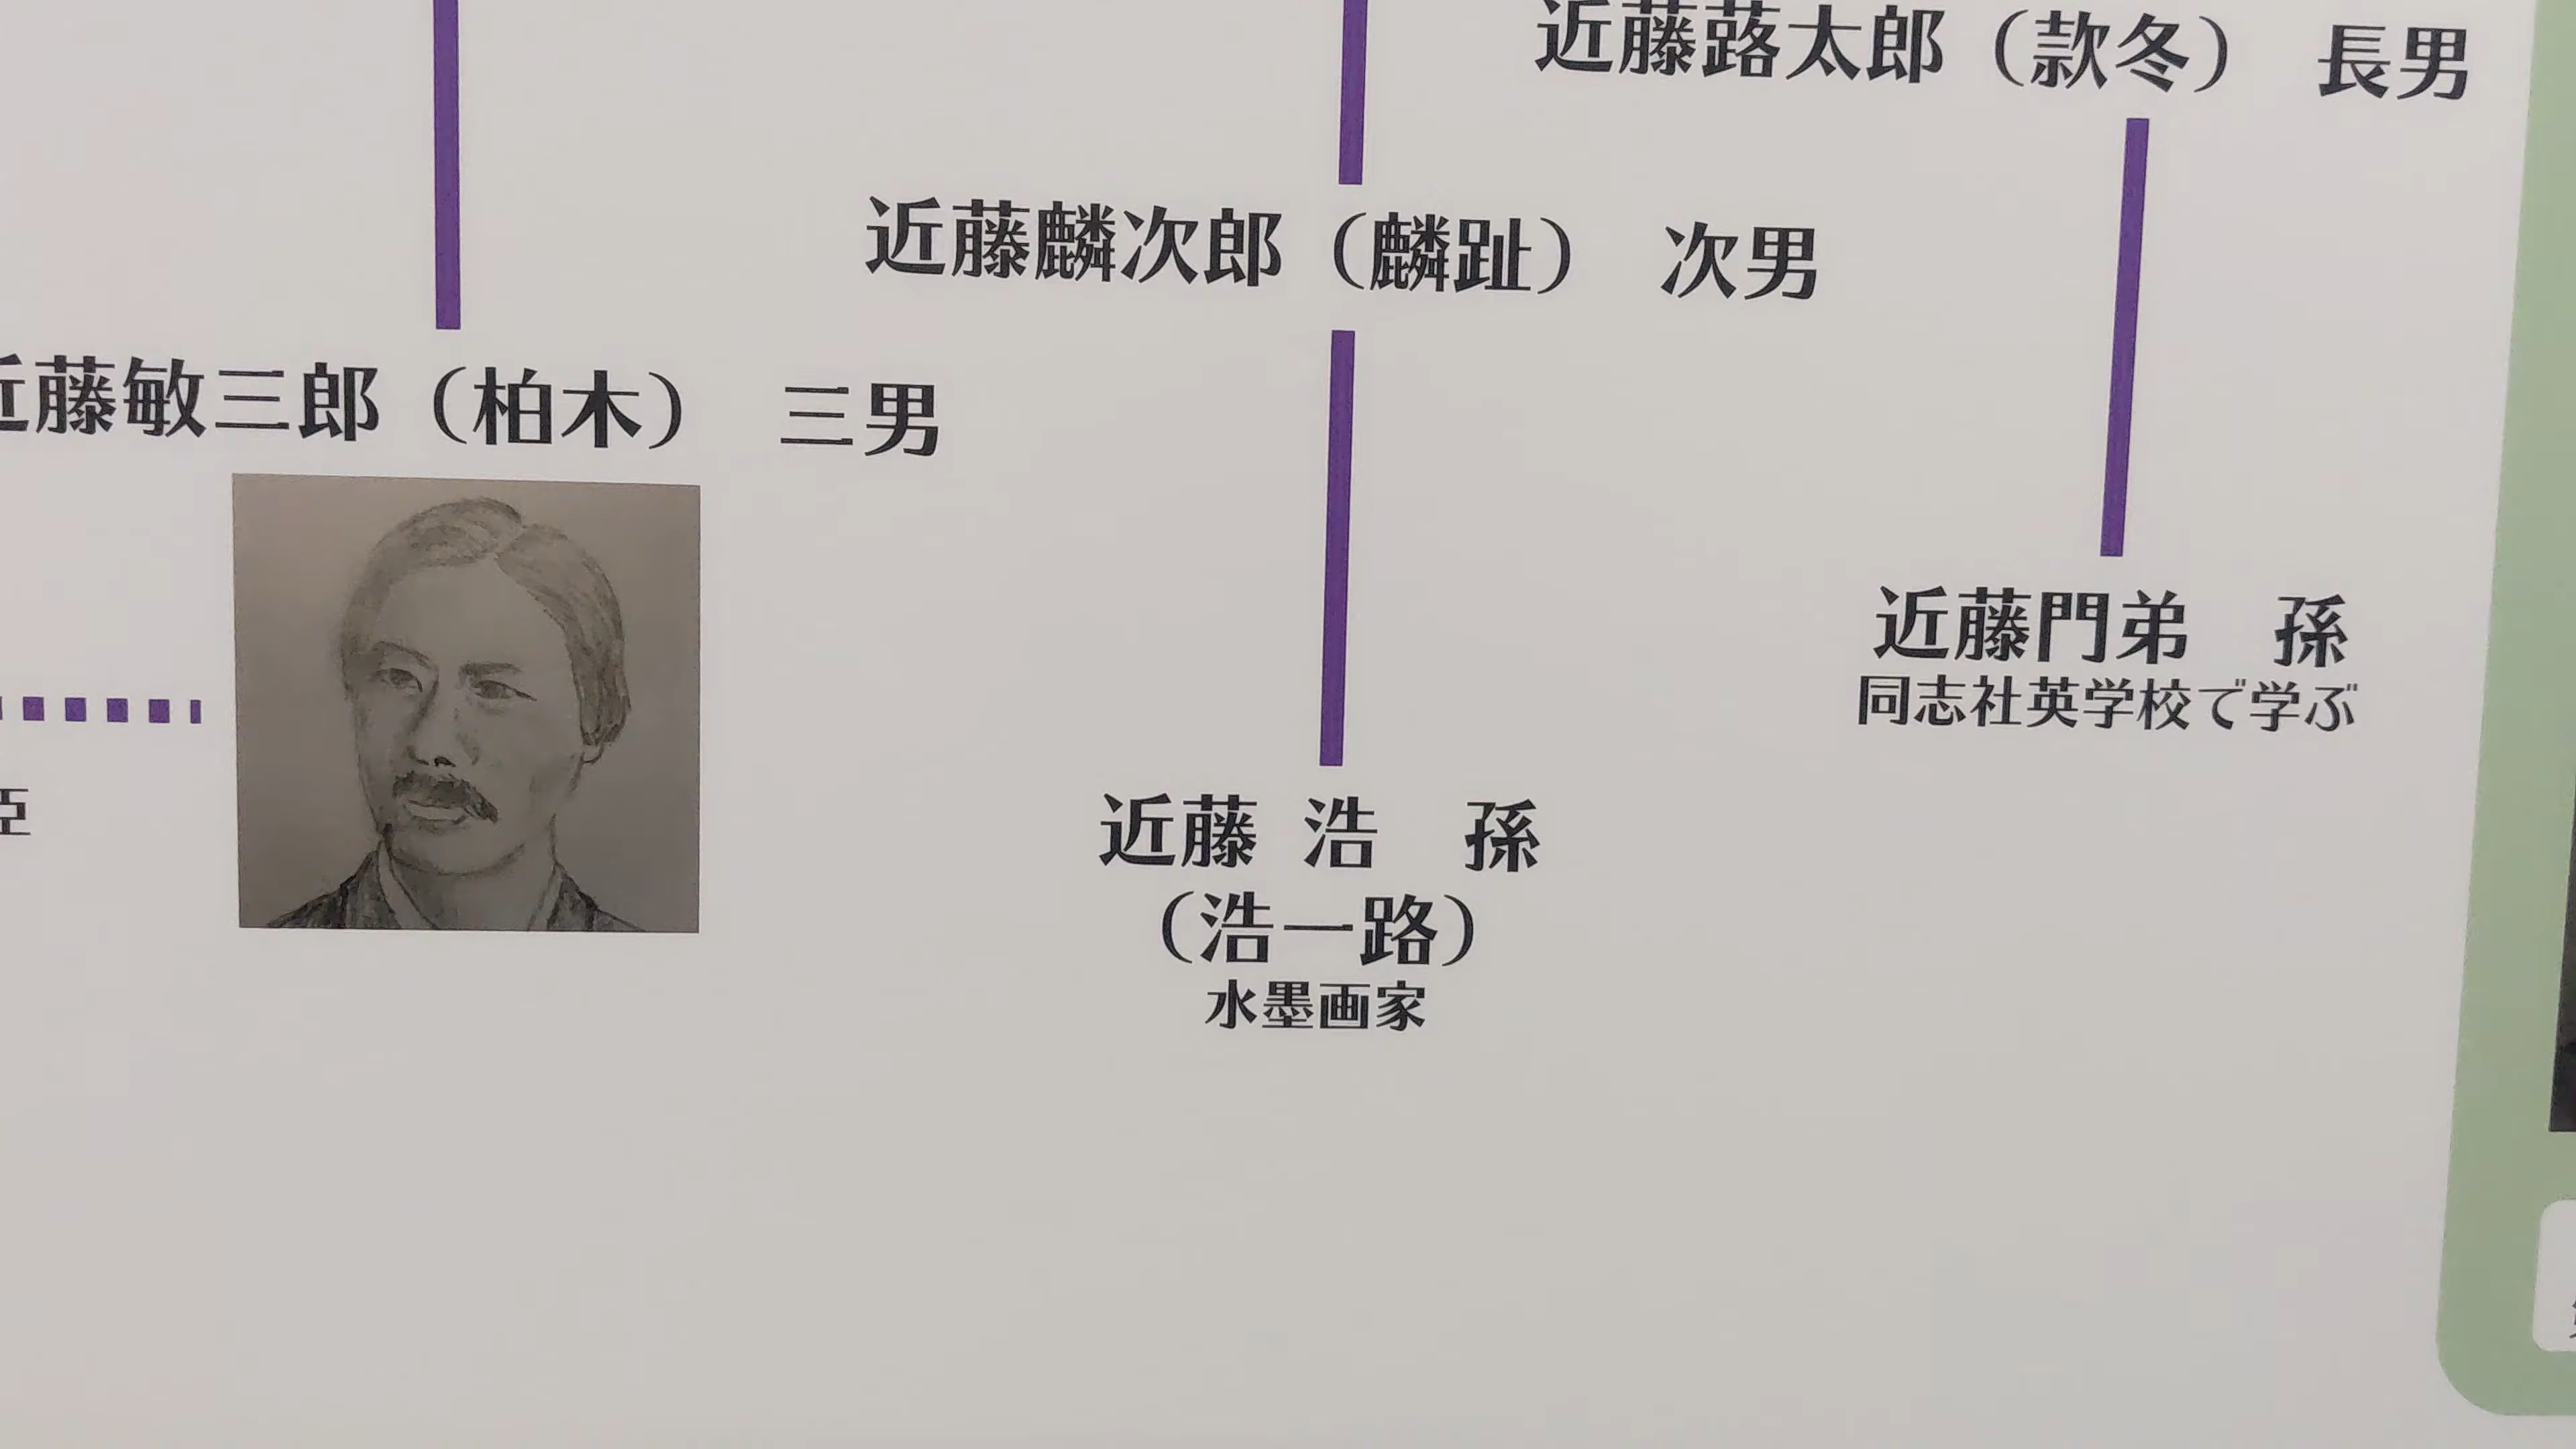 近藤蕗太郎（款冬）　長男
近藤麟次郎（麟趾）　次男
近藤敏三郎（柏木）　三男
近藤門弟　孫
同志社英学校で学ぶ
臣
近藤 浩　孫
（浩一路）
水墨画家